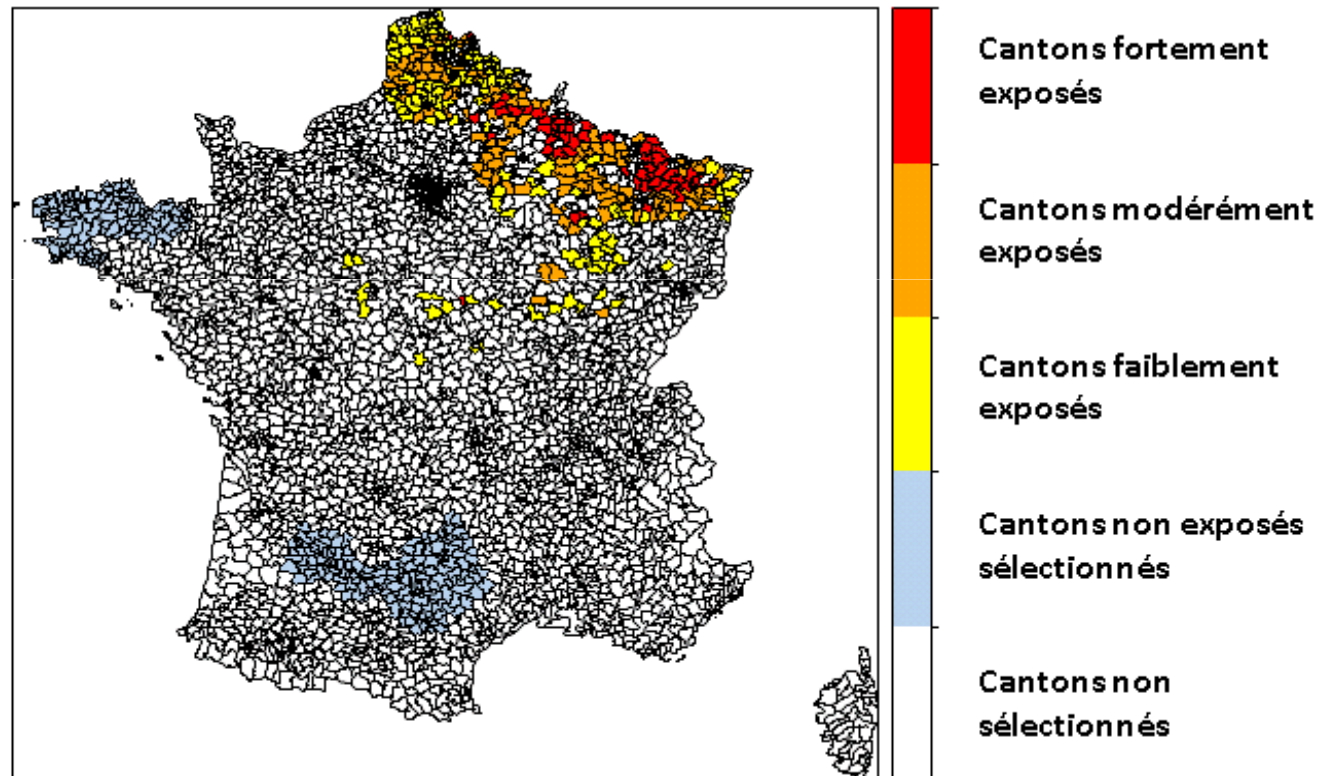 Cantons fortement
exposés
Cantons modérément
exposés
Cantons faiblement
exposés
Cantons non exposés
sélectionnés
Cantons non
sélectionnés